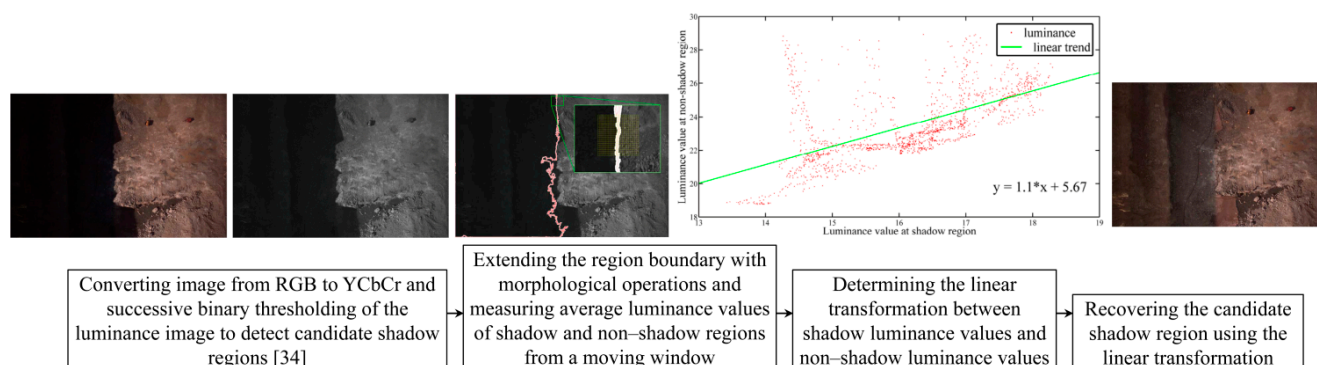 30
28
26
24
22
20
18
13
14
15
16
17
18
19
Luminance value at non-shadow region
Luminance value at shadow region
luminance
linear trend
y = 1.1*x + 5.67
Converting image from RGB to YCbCr and
successive binary thresholding of the
luminance image to detect candidate shadow
regions [34]
Extending the region boundary with
morphological operations and
measuring average luminance values
of shadow and non–shadow regions
from a moving window
Determining the linear
transformation between
shadow luminance values and
non–shadow luminance values
Recovering the candidate
shadow region using the
linear transformation